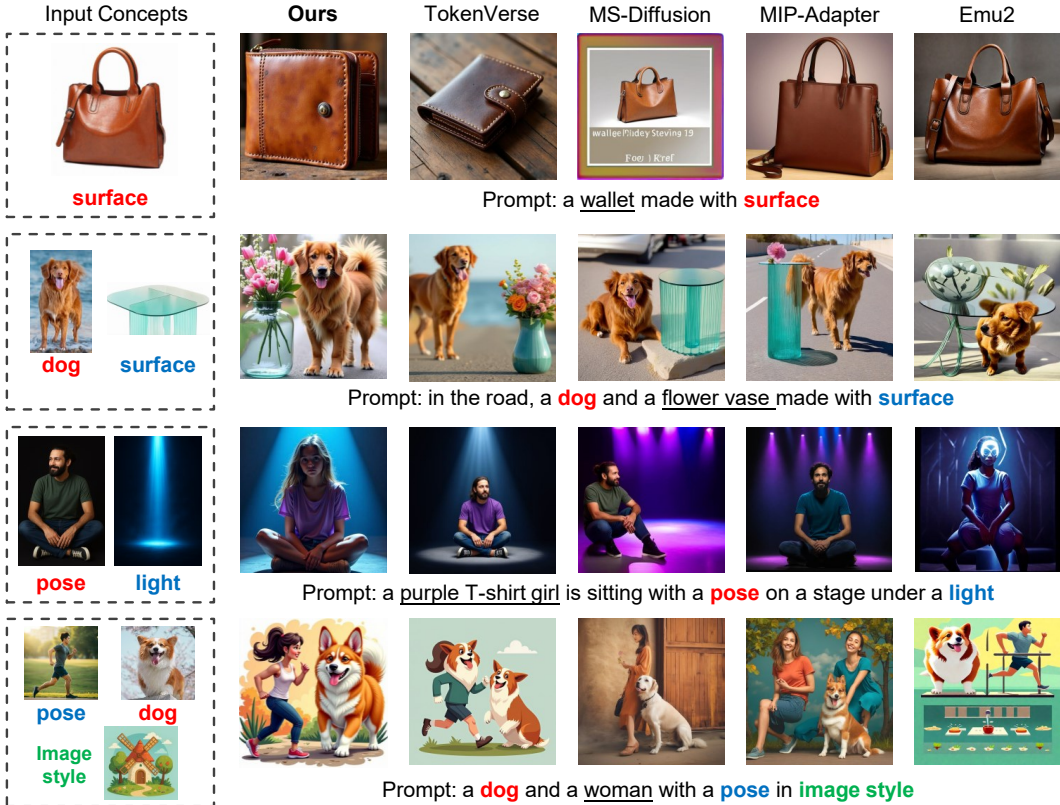 Input Concepts Ours TokenVerse MS-Diffusion MIP-Adapter Emu2
surface
Prompt: a wallet made with surface
dog surface
Prompt: in the road, a dog and a flower vase made with surface
pose light
Prompt: a purple T-shirt girl is sitting with a pose on a stage under a light
pose dog
Image
style
Prompt: a dog and a woman with a pose in image style